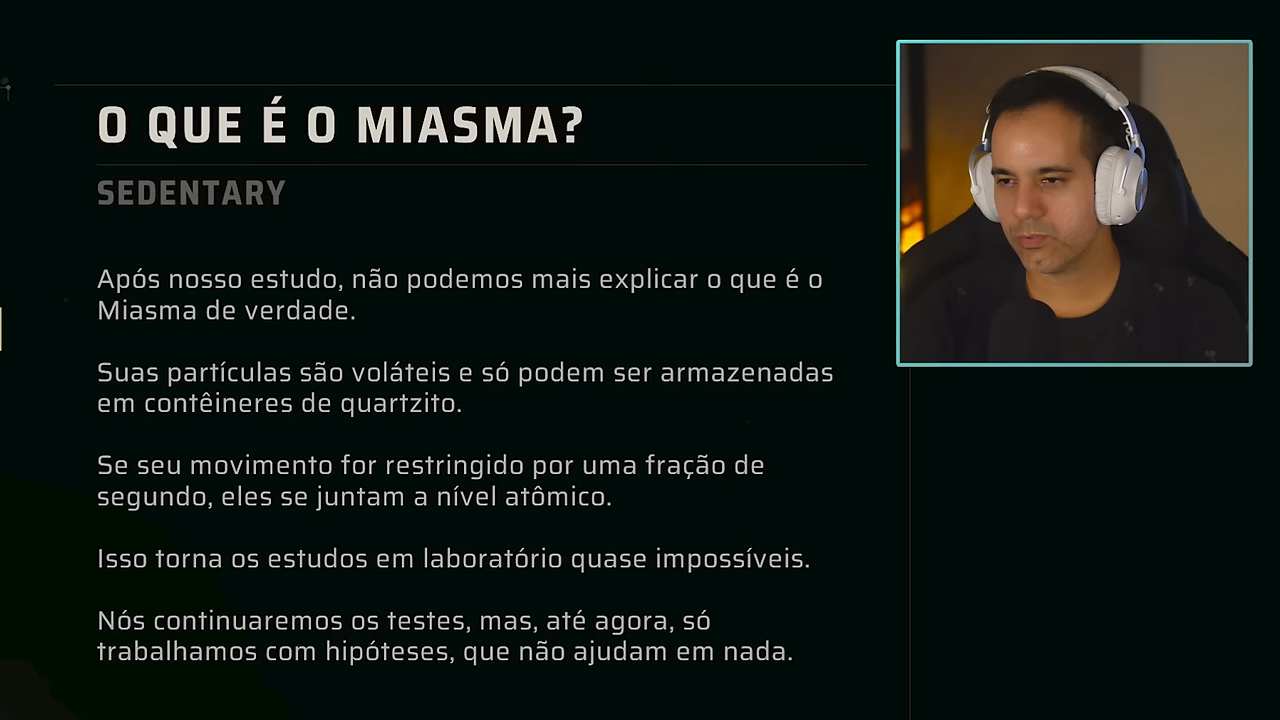 O QUE É O MIASMA?
SEDENTARY
Após nosso estudo, não podemos mais explicar o que é o
Miasma de verdade.
Suas partículas são voláteis e só podem ser armazenadas
em contêineres de quartzito.
Se seu movimento for restringido por uma fração de
segundo, eles se juntam a nível atômico.
Isso torna os estudos em laboratório quase impossíveis.
Nós continuaremos os testes, mas, até agora, só
trabalhamos com hipóteses, que não ajudam em nada.